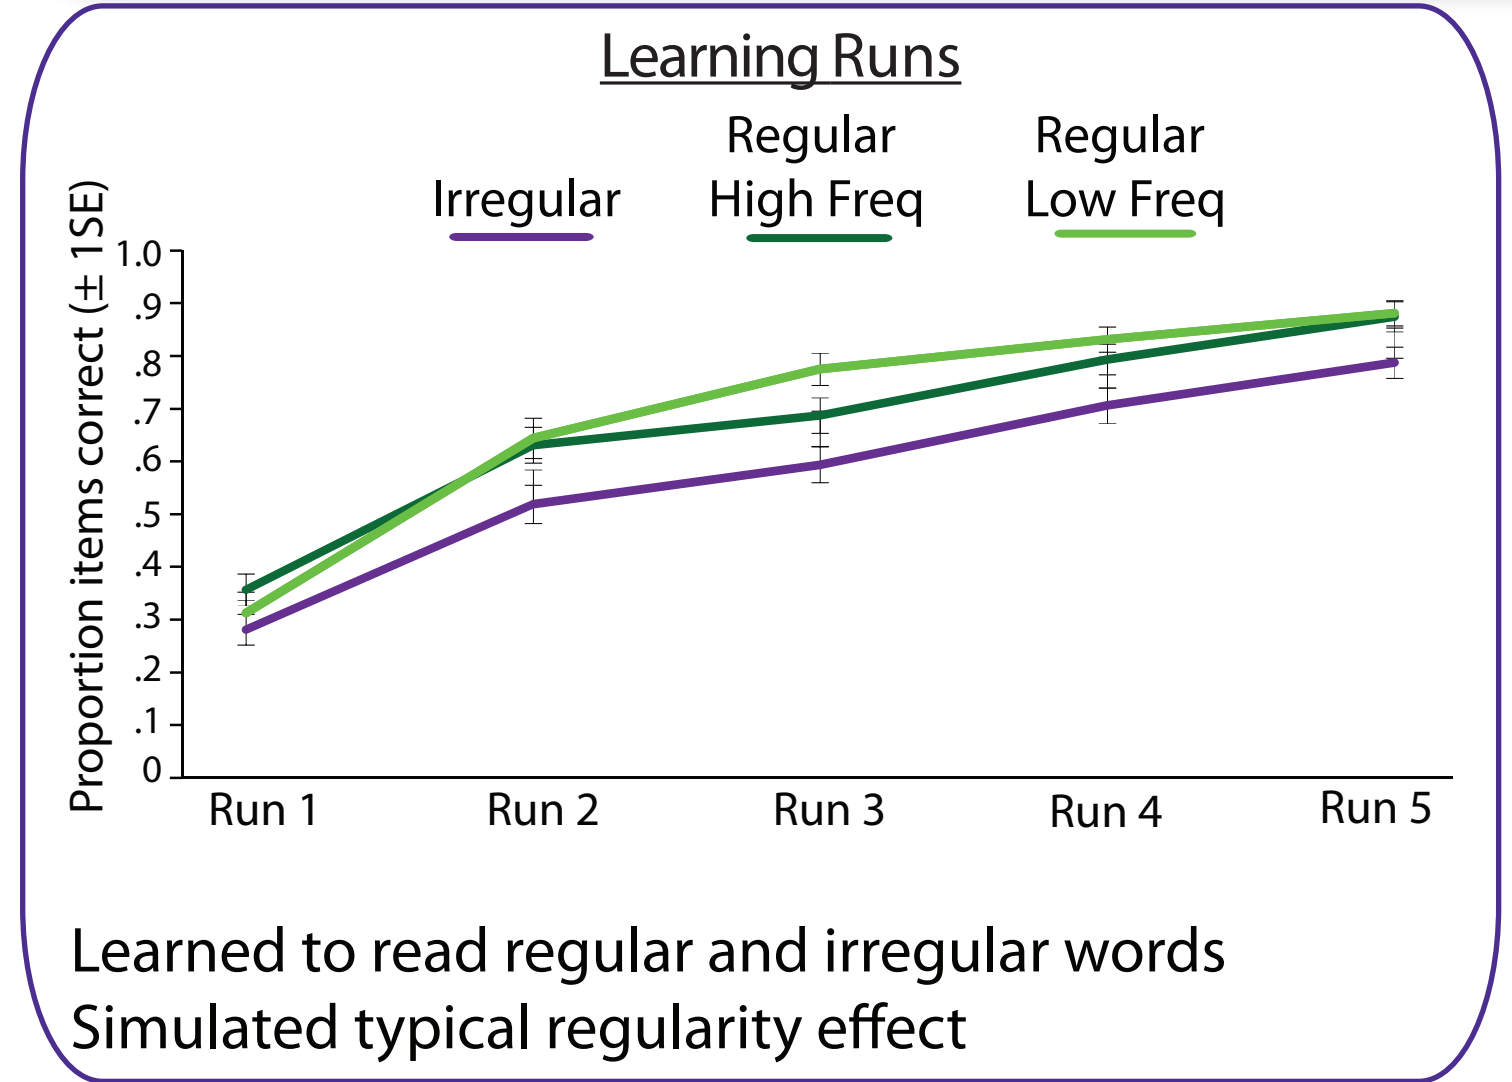 Learning Runs
Irregular
Regular
High Freq
Regular
Low Freq
Proportion items correct (± 1SE)
1.0
.9
.8
.7
.6
.5
.4
.3
.2
.1
0
Run 1
Run 2
Run 3
Run 4
Run 5
Learned to read regular and irregular words
Simulated typical regularity effect